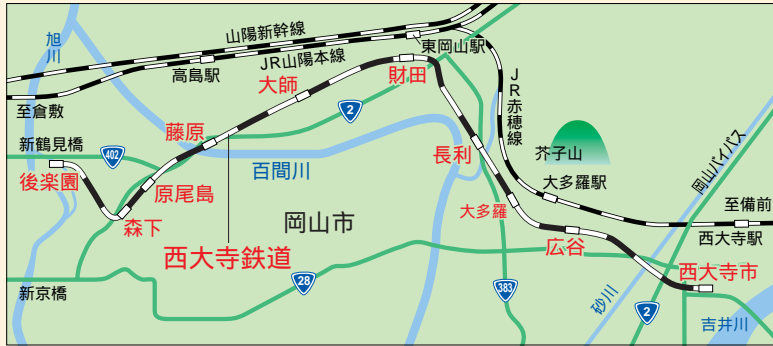 旭川
山陽新幹線
高島駅
JR山陽本線
東岡山駅
至倉敷
大師
財田
JR赤穂線
2
藤原
新鶴見橋
402
後楽園
百間川
長利
芥子山
岡山バイパス
原尾島
森下
大多羅駅
大多羅
至備前
西大寺駅
岡山市
西大寺鉄道
広谷
西大寺市
新京橋
28
383
砂川
2
吉井川